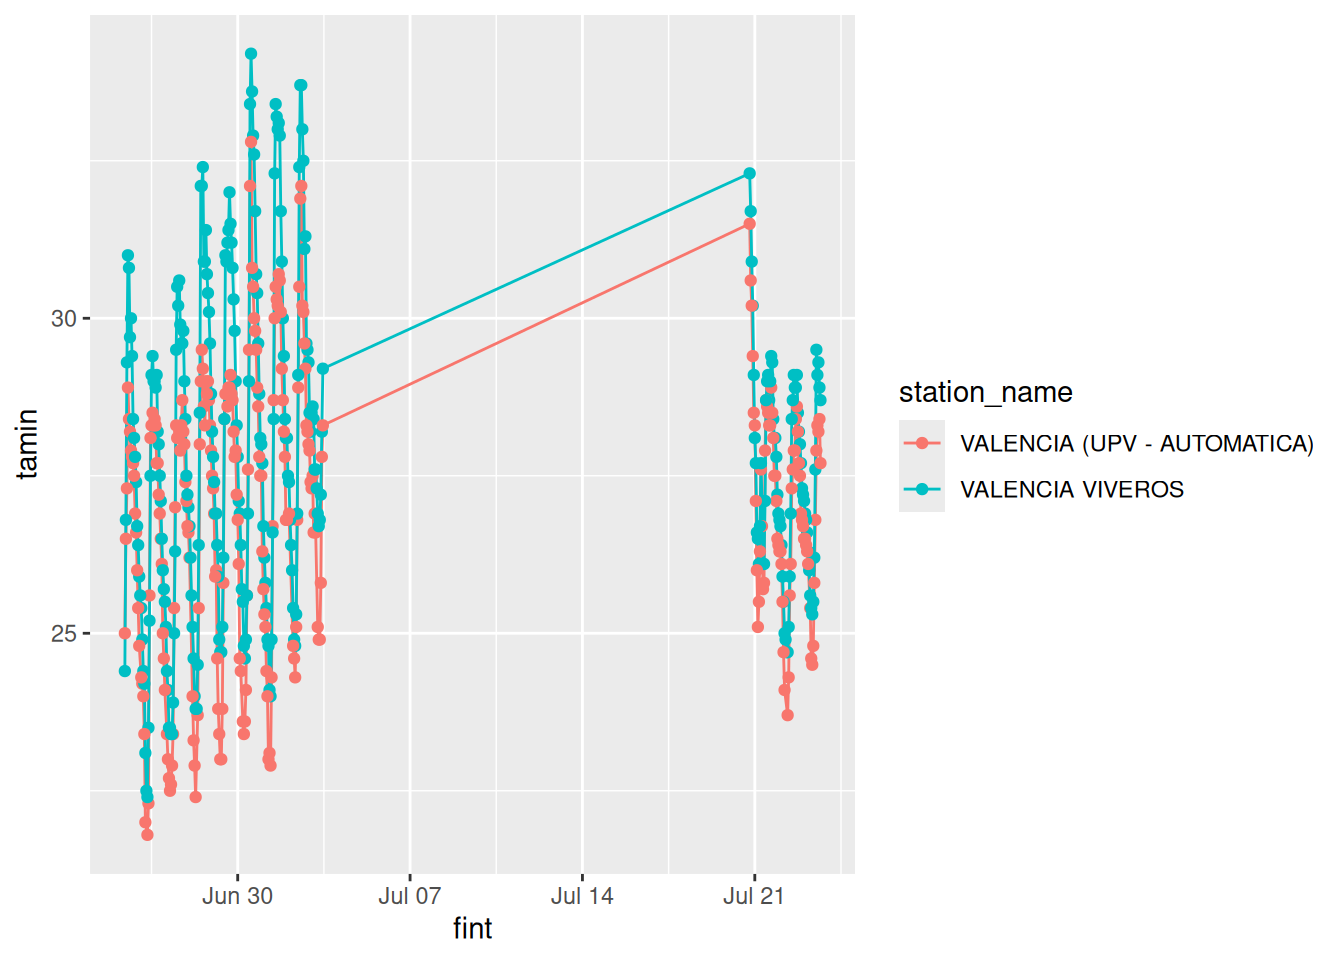 30
25
tamin
Jun 30
Jul 07
Jul 14
Jul 21
fint
station_name
VALENCIA (UPV - AUTOMATICA)
VALENCIA VIVEROS